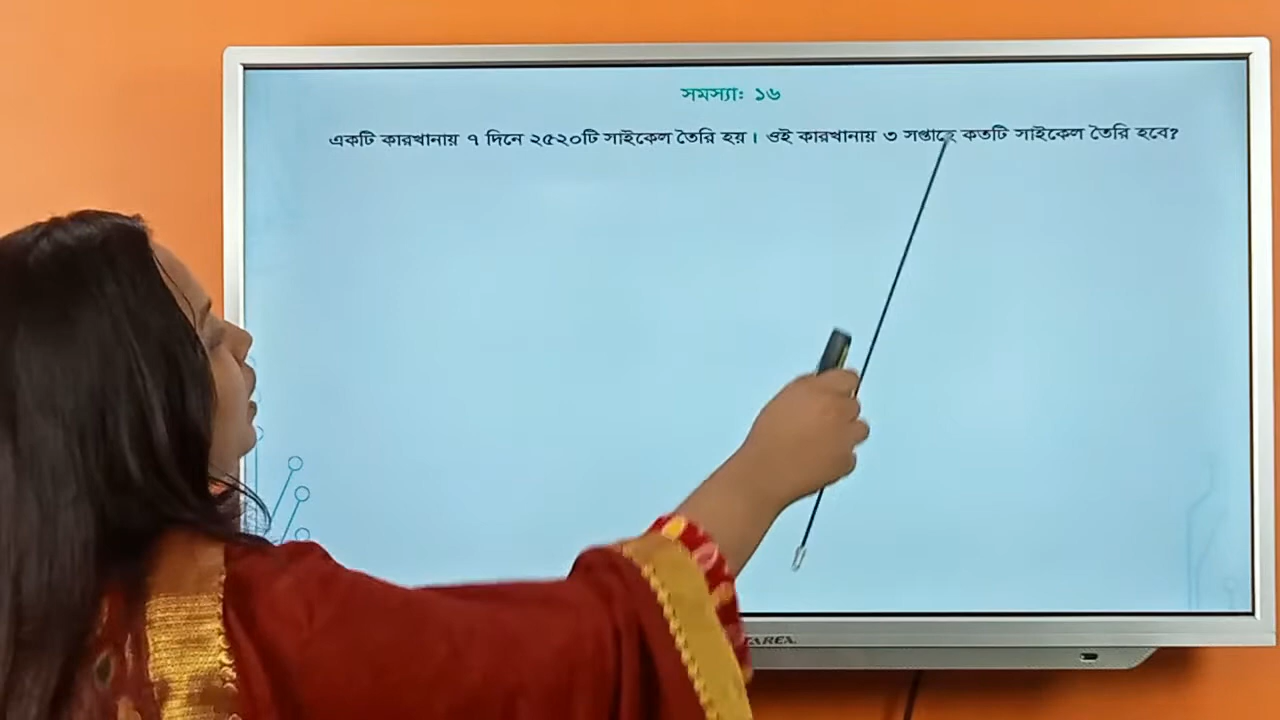 সমস্যা: ১৬
একটি কারখানায় ৭ দিনে ২৫২০টি সাইকেল তৈরি হয়। ওই কারখানায় ৩ সপ্তাহে কতটি সাইকেল তৈরি হবে?